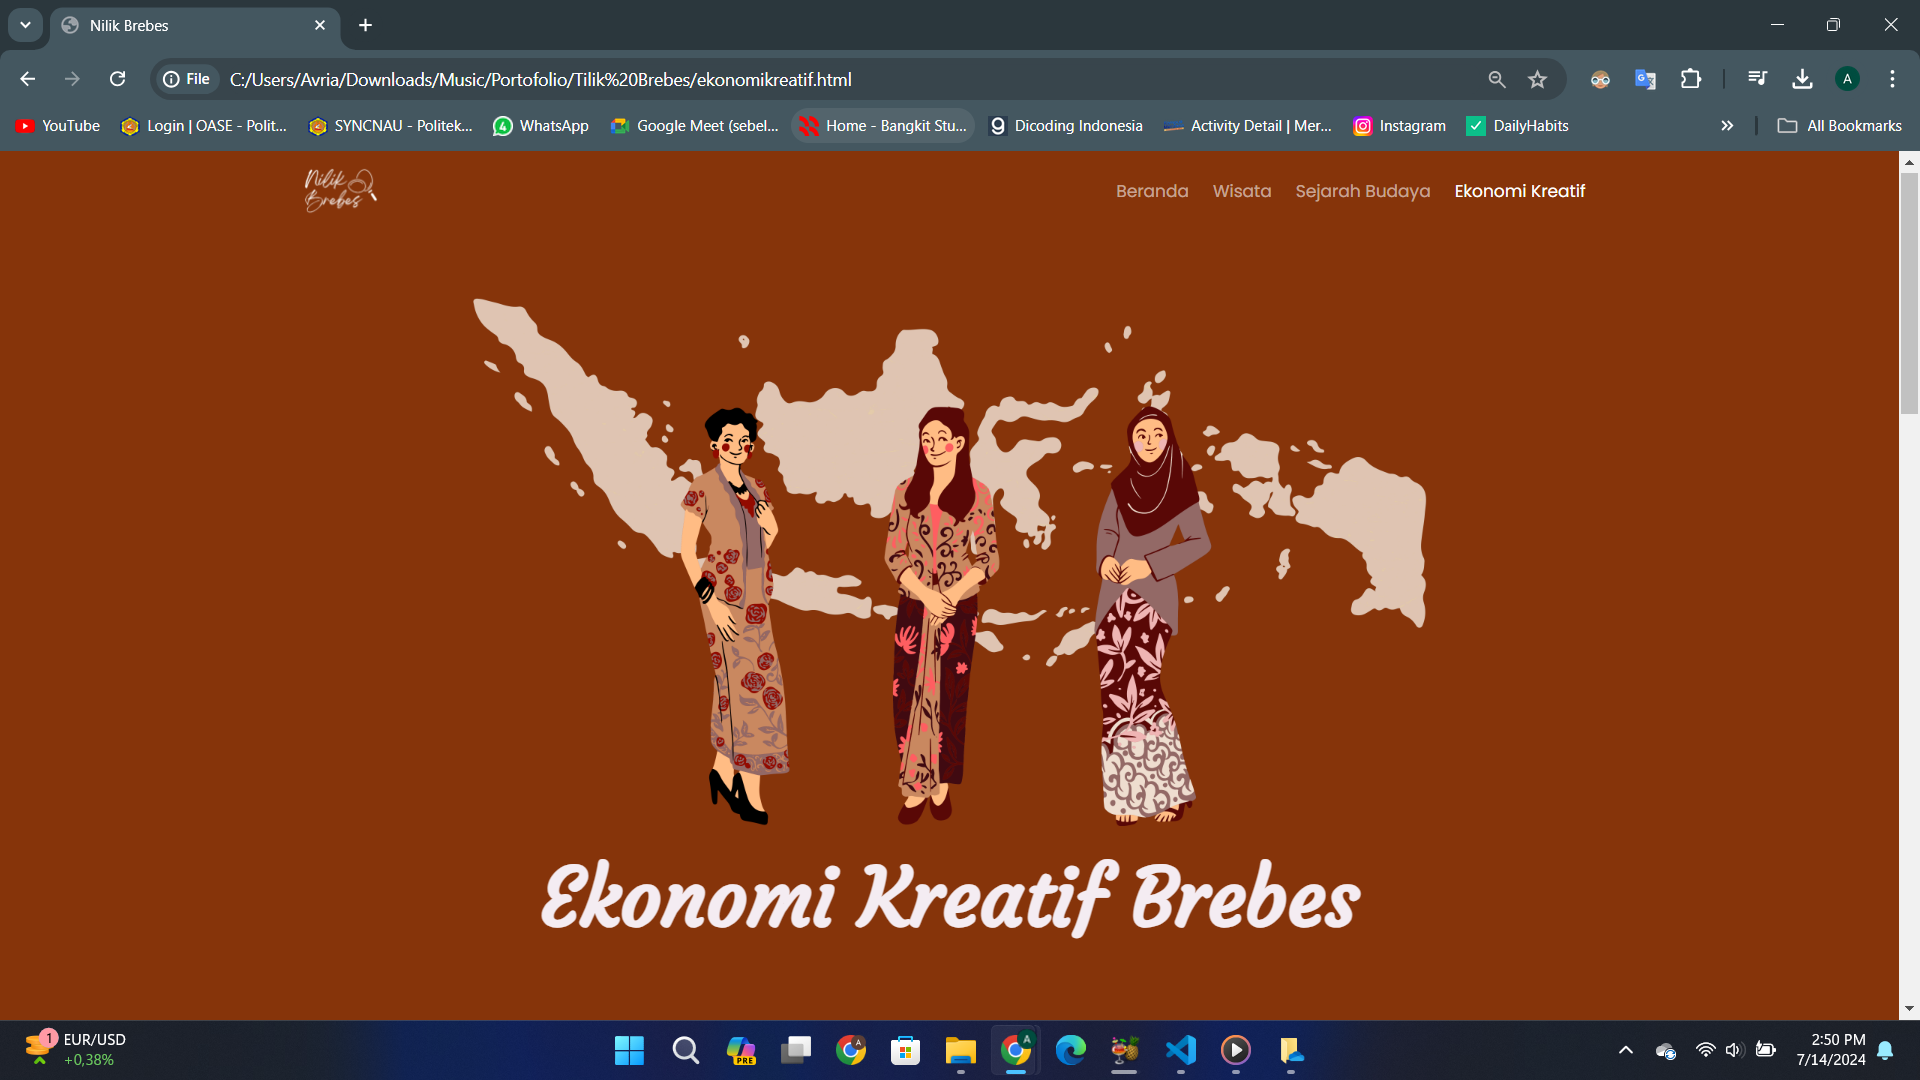 Nilik Brebes
File
C:/Users/Avria/Downloads/Music/Portofolio/Tilik%20Brebes/ekonomikreatif.html
A
YouTube
Login | OASE - Polit...
SYNCNAU - Politek...
4
WhatsApp
Google Meet (sebel...
Home - Bangkit Stu...
Dicoding Indonesia
Activity Detail | Mer...
Instagram
DailyHabits
All Bookmarks
Nilik
Brebes
Beranda
Wisata
Sejarah Budaya
Ekonomi Kreatif
Ekonomi Kreatif Brebes
1
EUR/USD
+0,38%
PRE
A
A
2:50 PM
7/14/2024